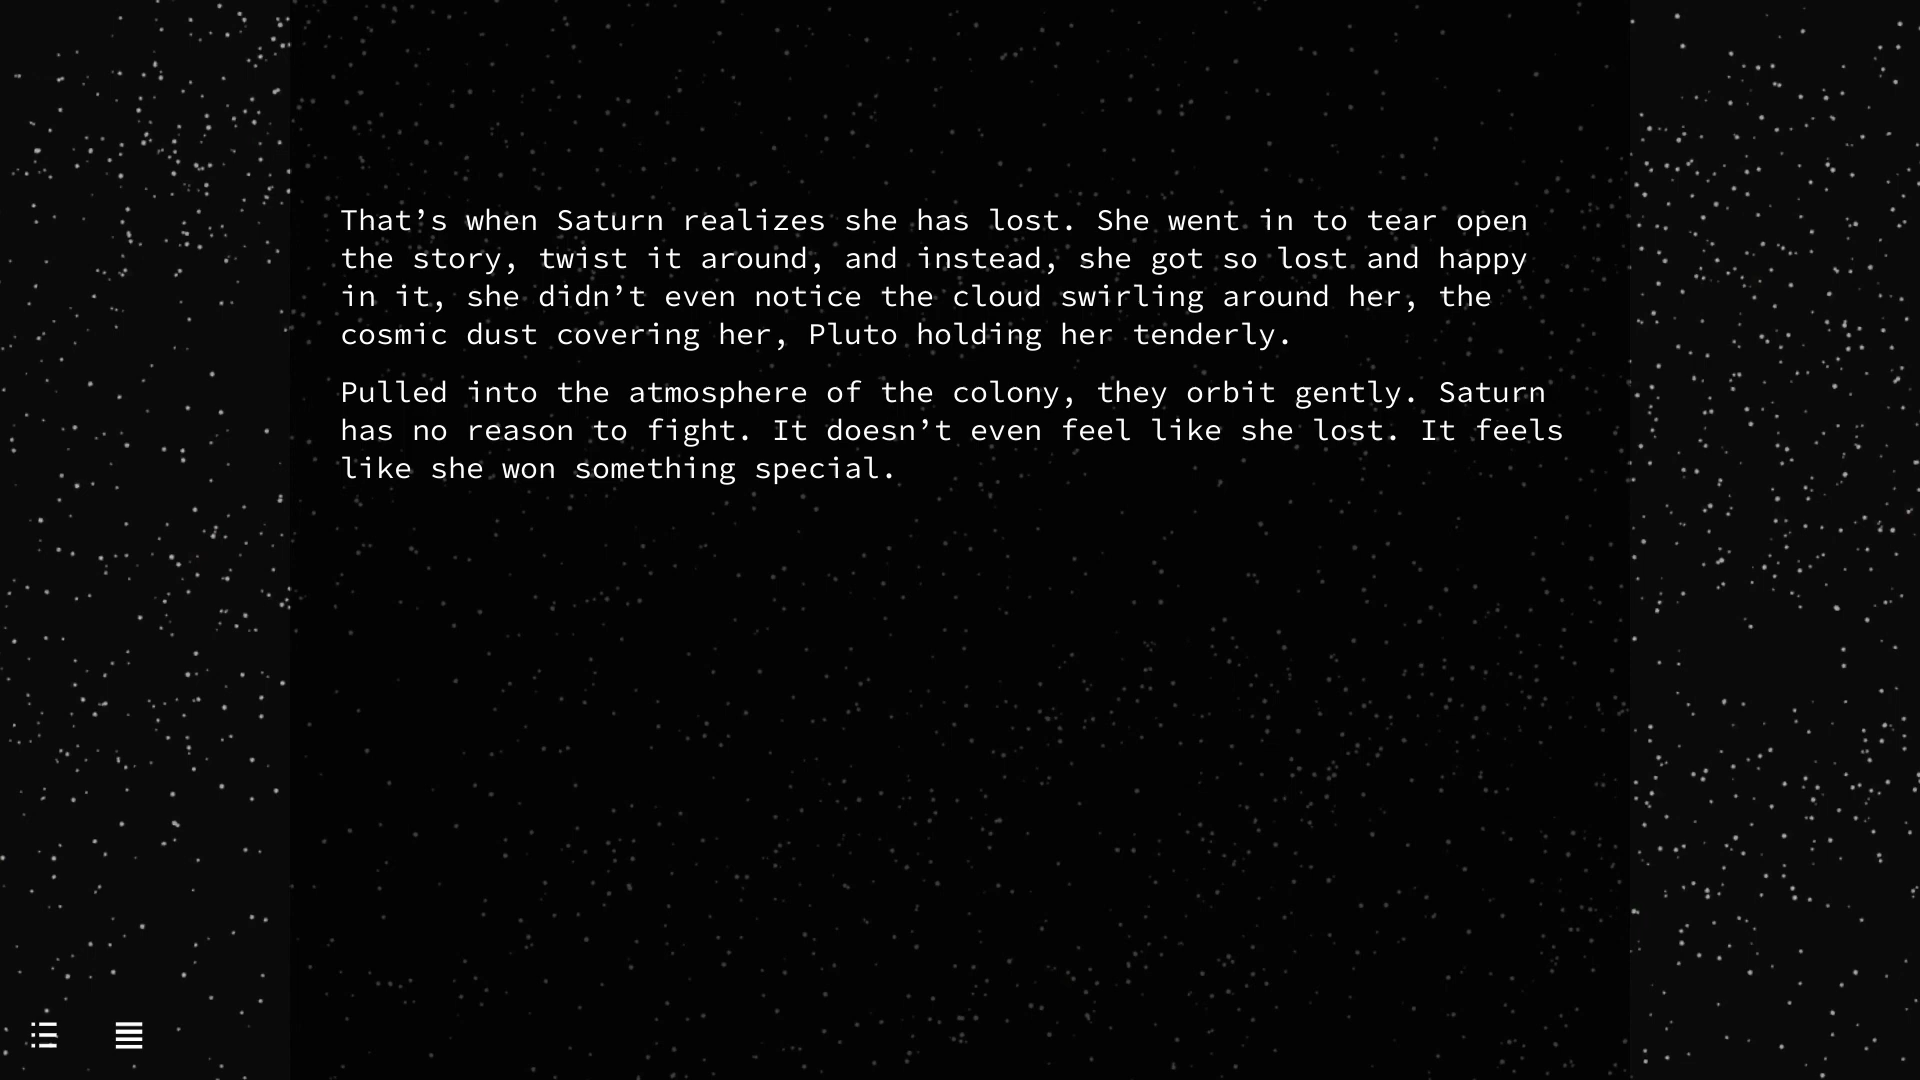 That’s when Saturn realizes she has lost. She went in to tear open
the story, twist it around, and instead, she got so lost and happy
in it, she didn’t even notice the cloud swirling around her, the
cosmic dust covering her, Pluto holding her tenderly.
Pulled into the atmosphere of the colony, they orbit gently. Saturn
has no reason to fight. It doesn’t even feel like she lost. It feels
like she won something special.